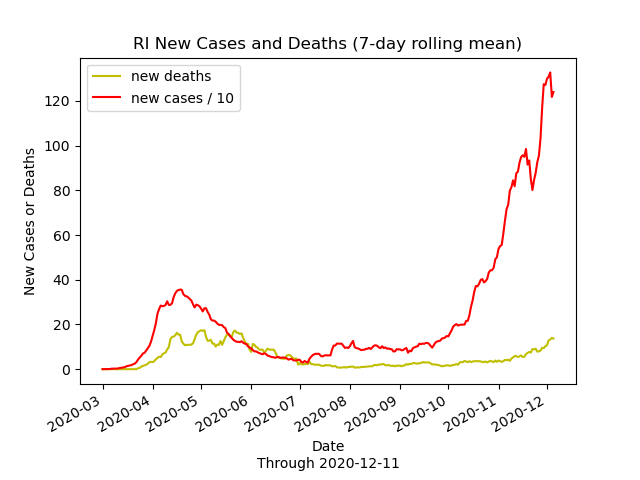 RI New Cases and Deaths (7-day rolling mean)
new deaths
new cases / 10
New Cases or Deaths
120
100
80
60
40
20
0
2020-03
2020-04
2020-05
2020-06
2020-07
2020-08
2020-09
2020-10
2020-11
2020-12
Date
Through 2020-12-11